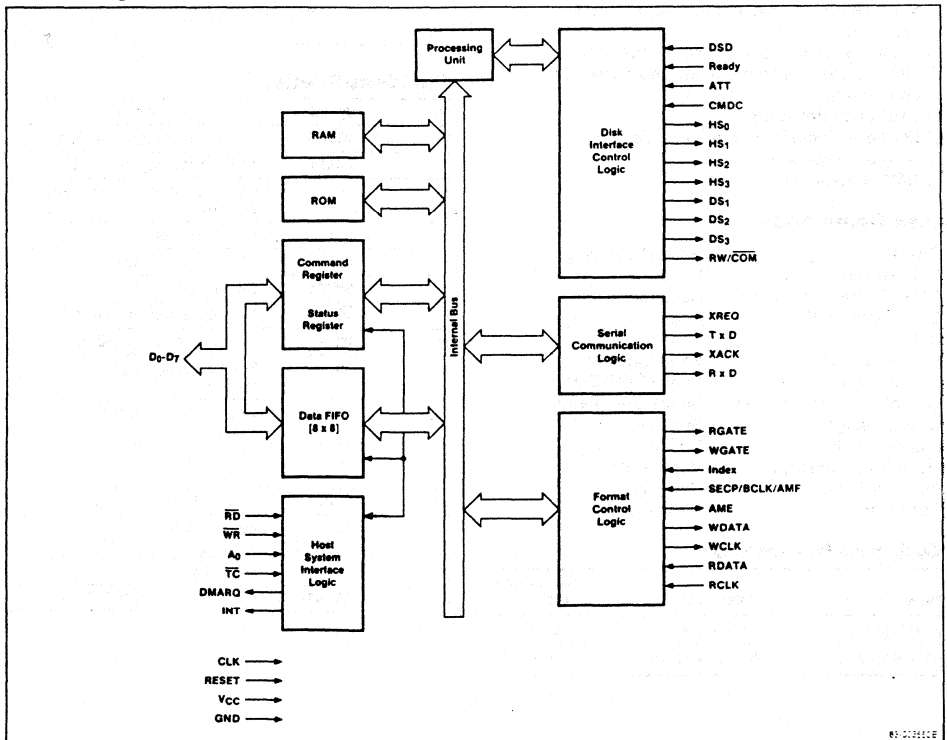 Processing
Unit
RAM
ROM
Command
Register
Status
Register
D0-D7
Data FIFO
[8 x 8]
RD
WR
A0
TC
DMARQ
INT
Host
System
Interface
Logic
CLK
RESET
VCC
GND
Internal Bus
Disk
Interface
Control
Logic
DSD
Ready
ATT
CMDC
HS0
HS1
HS2
HS3
DS1
DS2
DS3
RW/COM
Serial
Communication
Logic
XREQ
T x D
XACK
R x D
Format
Control
Logic
RGATE
WGATE
Index
SECP/BCLK/AMF
AME
WDATA
WCLK
RDATA
RCLK